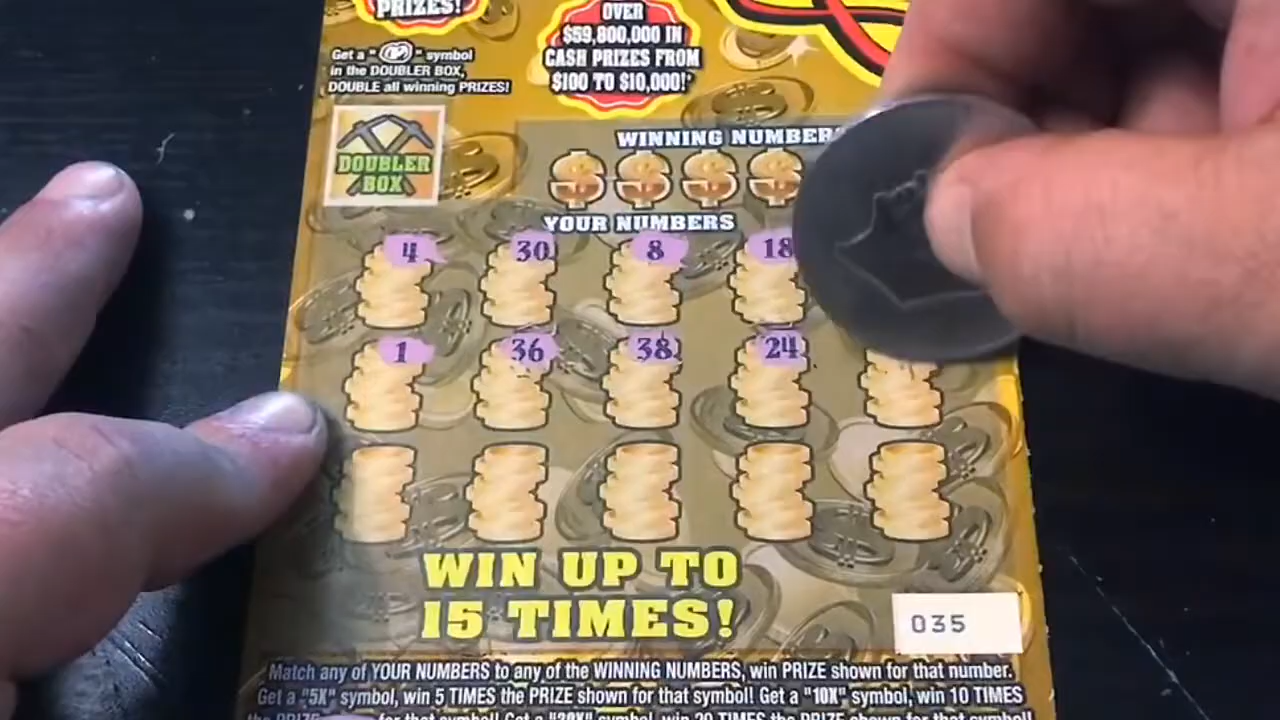 PRIZES!
Get a " " symbol
in the DOUBLER BOX,
DOUBLE all winning PRIZES!
OVER
$59,800,000 IN
CASH PRIZES FROM
$100 TO $10,000!*
DOUBLER
BOX
WINNING NUMBERS
YOUR NUMBERS
4 30 8 18
1 36 38 24
WIN UP TO
15 TIMES!
035
Match any of YOUR NUMBERS to any of the WINNING NUMBERS, win PRIZE shown for that number.
Get a "5X" symbol, win 5 TIMES the PRIZE shown for that symbol! Get a "10X" symbol, win 10 TIMES
the PRIZE for that symbol! Get a "20X" symbol, win 20 TIMES the PRIZE shown for that symbol!